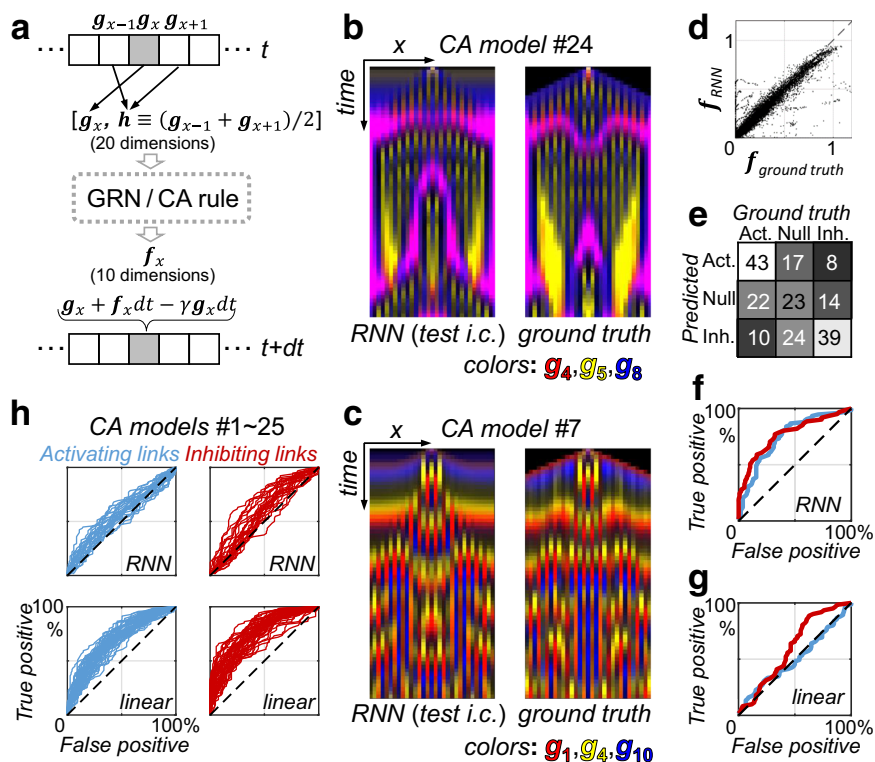 a
g_{x-1} g_x g_{x+1}
··· ··· t
[g_x, h ≡ (g_{x-1} + g_{x+1})/2]
(20 dimensions)
GRN / CA rule
f_x
(10 dimensions)
g_x + f_x dt − γg_x dt
··· ··· t+dt
b
x CA model #24
time
RNN (test i.c.) ground truth
colors: g_4, g_5, g_8
c
x CA model #7
time
RNN (test i.c.) ground truth
colors: g_1, g_4, g_10
d
1
f_RNN
0
0 1
f_ground truth
e
Ground truth
Act. Null Inh.
Predicted
Act. 43 17 8
Null 22 23 14
Inh. 10 24 39
f
100
%
True positive
RNN
0 100%
False positive
g
100
%
True positive
linear
0 100%
False positive
h
CA models #1~25
Activating links Inhibiting links
RNN RNN
100
%
True positive
linear linear
0 100%
False positive